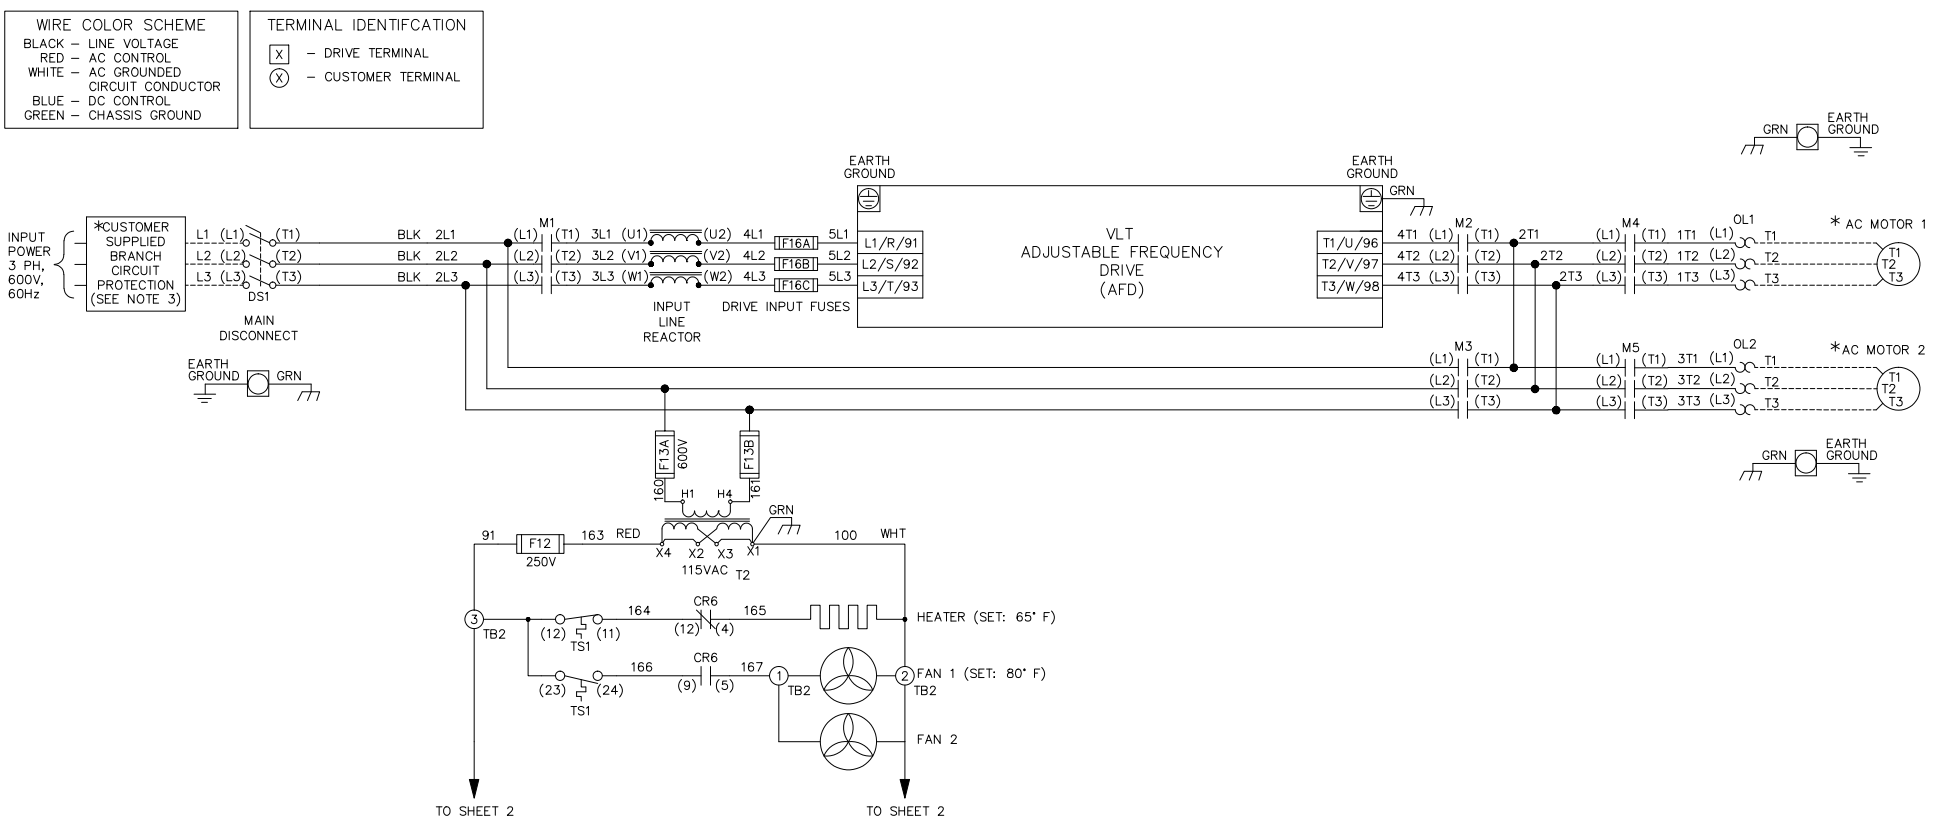 WIRE COLOR SCHEME
BLACK – LINE VOLTAGE
RED – AC CONTROL
WHITE – AC GROUNDED
CIRCUIT CONDUCTOR
BLUE – DC CONTROL
GREEN – CHASSIS GROUND
TERMINAL IDENTIFCATION
X – DRIVE TERMINAL
X – CUSTOMER TERMINAL
EARTH
GRN GROUND
EARTH
GROUND
EARTH
GROUND
GRN
INPUT
POWER
3 PH,
600V,
60Hz
*CUSTOMER
SUPPLIED
BRANCH
CIRCUIT
PROTECTION
(SEE NOTE 3)
L1 (L1) (T1) BLK 2L1 (L1) M1 (T1) 3L1 (U1) (U2) 4L1 F16A 5L1 L1/R/91
L2 (L2) (T2) BLK 2L2 (L2) (T2) 3L2 (V1) (V2) 4L2 F16B 5L2 L2/S/92
L3 (L3) (T3) BLK 2L3 (L3) (T3) 3L3 (W1) (W2) 4L3 F16C 5L3 L3/T/93
DS1
MAIN
DISCONNECT
INPUT
LINE
REACTOR
DRIVE INPUT FUSES
VLT
ADJUSTABLE FREQUENCY
DRIVE
(AFD)
T1/U/96 4T1 (L1) M2 (T1) 2T1 (L1) M4 (T1) 1T1 (L1) OL1 T1
T2/V/97 4T2 (L2) (T2) 2T2 (L2) (T2) 1T2 (L2) T2
T3/W/98 4T3 (L3) (T3) 2T3 (L3) (T3) 1T3 (L3) T3
* AC MOTOR 1
T1
T2
T3
EARTH
GROUND GRN
(L1) M3 (T1) (L1) M5 (T1) 3T1 (L1) OL2 T1
(L2) (T2) (L2) (T2) 3T2 (L2) T2
(L3) (T3) (L3) (T3) 3T3 (L3) T3
*AC MOTOR 2
T1
T2
T3
EARTH
GRN GROUND
F13A
600V
F13B
160
161
H1 H4
GRN
91 F12 163 RED
250V
X4 X2 X3 X1
100 WHT
115VAC T2
3
TB2
(12) (11)
TS1
164
CR6
(12) (4)
165
HEATER (SET: 65° F)
(23) (24)
TS1
166
CR6
(9) (5)
167
1
TB2
2
TB2
FAN 1 (SET: 80° F)
FAN 2
TO SHEET 2
TO SHEET 2